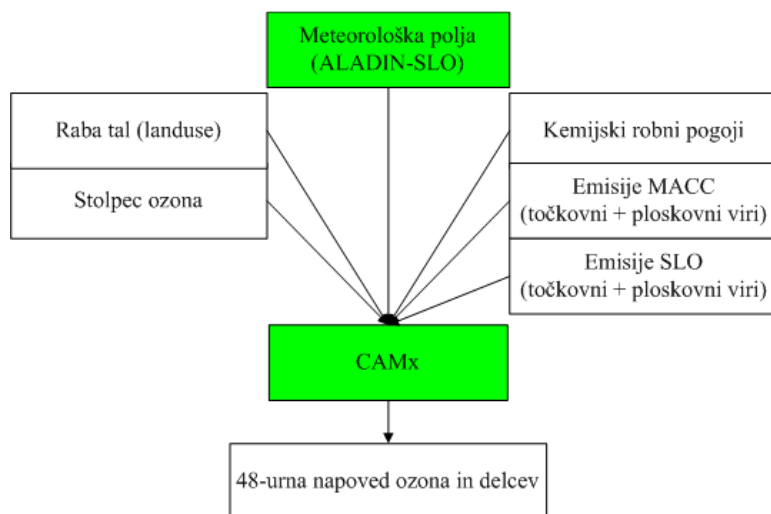 Meteorološka polja
(ALADIN-SLO)
Raba tal (landuse)
Stolpec ozona
Kemijski robni pogoji
Emisije MACC
(točkovni + ploskovni viri)
Emisije SLO
(točkovni + ploskovni viri)
CAMx
48-urna napoved ozona in delcev